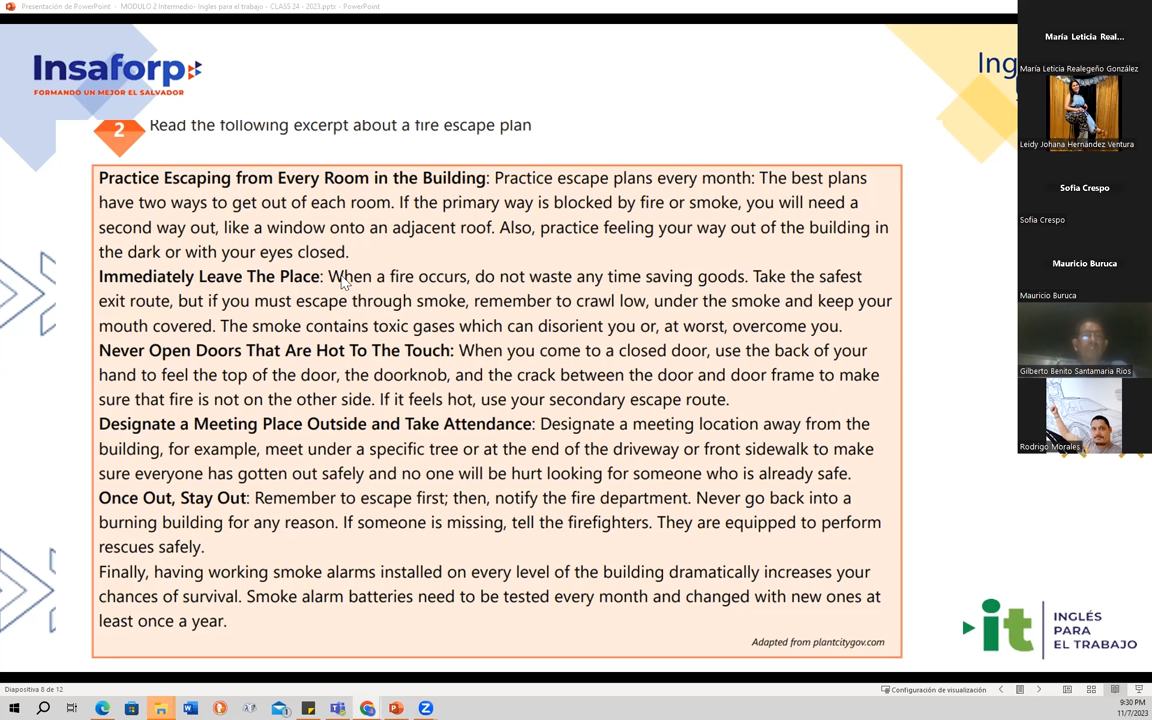 Presentación de PowerPoint - MODULO 2 Intermedio- Ingles para el trabajo - CLASS 24 - 2023.pptx - PowerPoint
Insaforp
FORMANDO UN MEJOR EL SALVADOR
Ing
2 Read the following excerpt about a fire escape plan
Practice Escaping from Every Room in the Building: Practice escape plans every month: The best plans
have two ways to get out of each room. If the primary way is blocked by fire or smoke, you will need a
second way out, like a window onto an adjacent roof. Also, practice feeling your way out of the building in
the dark or with your eyes closed.
Immediately Leave The Place: When a fire occurs, do not waste any time saving goods. Take the safest
exit route, but if you must escape through smoke, remember to crawl low, under the smoke and keep your
mouth covered. The smoke contains toxic gases which can disorient you or, at worst, overcome you.
Never Open Doors That Are Hot To The Touch: When you come to a closed door, use the back of your
hand to feel the top of the door, the doorknob, and the crack between the door and door frame to make
sure that fire is not on the other side. If it feels hot, use your secondary escape route.
Designate a Meeting Place Outside and Take Attendance: Designate a meeting location away from the
building, for example, meet under a specific tree or at the end of the driveway or front sidewalk to make
sure everyone has gotten out safely and no one will be hurt looking for someone who is already safe.
Once Out, Stay Out: Remember to escape first; then, notify the fire department. Never go back into a
burning building for any reason. If someone is missing, tell the firefighters. They are equipped to perform
rescues safely.
Finally, having working smoke alarms installed on every level of the building dramatically increases your
chances of survival. Smoke alarm batteries need to be tested every month and changed with new ones at
least once a year.
Adapted from plantcitygov.com
it
INGLÉS
PARA
EL TRABAJO
María Leticia Real...
María Leticia Realegeño González
Leidy Johana Hernández Ventura
Sofia Crespo
Sofia Crespo
Mauricio Buruca
Mauricio Buruca
Gilberto Benito Santamaria Rios
Rodrigo Morales
Diapositiva 8 de 12
Configuración de visualización
9:30 PM
11/7/2023